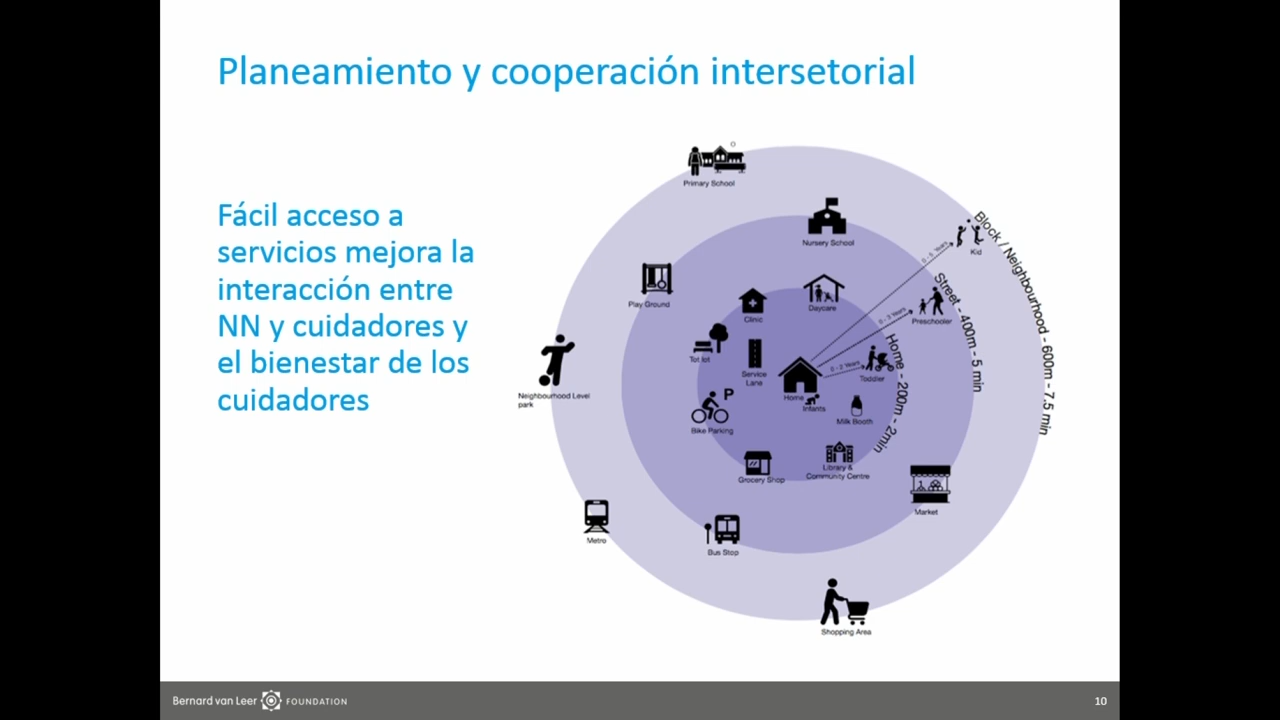 Planeamiento y cooperación intersetorial
Fácil acceso a
servicios mejora la
interacción entre
NN y cuidadores y
el bienestar de los
cuidadores
Primary School
Nursery School
Kid
0 - 5 Years
Block / Neighbourhood - 600m - 7.5 min
Play Ground
Clinic
Daycare
0 - 3 Years
Preschooler
Street - 400m - 5 min
Tot lot
Service
Lane
0 - 2 Years
Toddler
Home - 200m - 2min
Home
Infants
Neighbourhood Level
park
P
Bike Parking
Milk Booth
Grocery Shop
Library &
Community Centre
Market
Metro
Bus Stop
Shopping Area
Bernard van Leer FOUNDATION
10